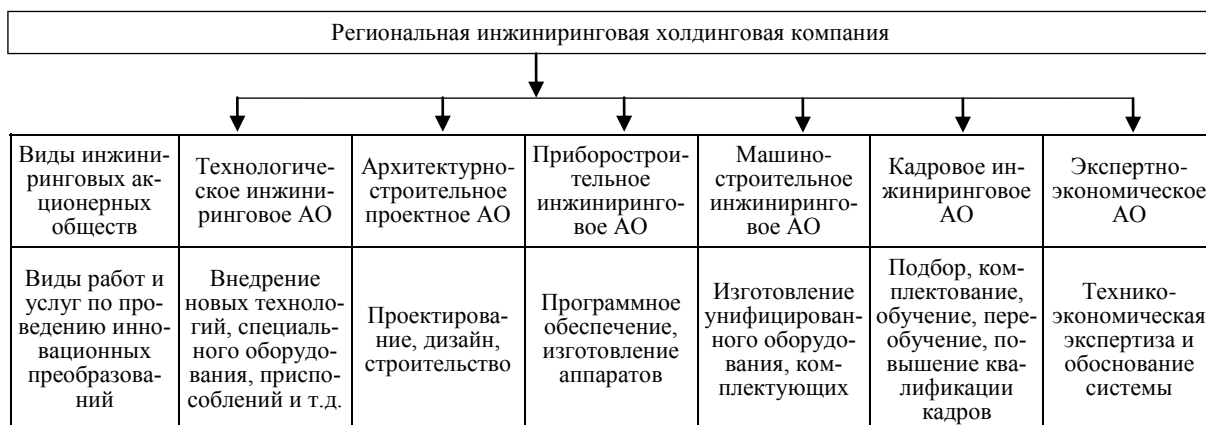 Региональная инжиниринговая холдинговая компания
Виды инжини-
ринговых ак-
ционерных
обществ
Технологиче-
ское инжини-
ринговое АО
Архитектурно-
строительное
проектное АО
Приборострои-
тельное
инжиниринго-
вое АО
Машино-
строительное
инжиниринго-
вое АО
Кадровое ин-
жиниринговое
АО
Экспертно-
экономическое
АО
Виды работ и
услуг по про-
ведению инно-
вационных
преобразова-
ний
Внедрение
новых техноло-
гий, специаль-
ного оборудо-
вания, приспо-
соблений и т.д.
Проектирова-
ние, дизайн,
строительство
Программное
обеспечение,
изготовление
аппаратов
Изготовление
унифицирован-
ного оборудо-
вания, ком-
плектующих
Подбор, ком-
плектование,
обучение, пере-
обучение, по-
вышение ква-
лификации
кадров
Технико-
экономическая
экспертиза и
обоснование
системы